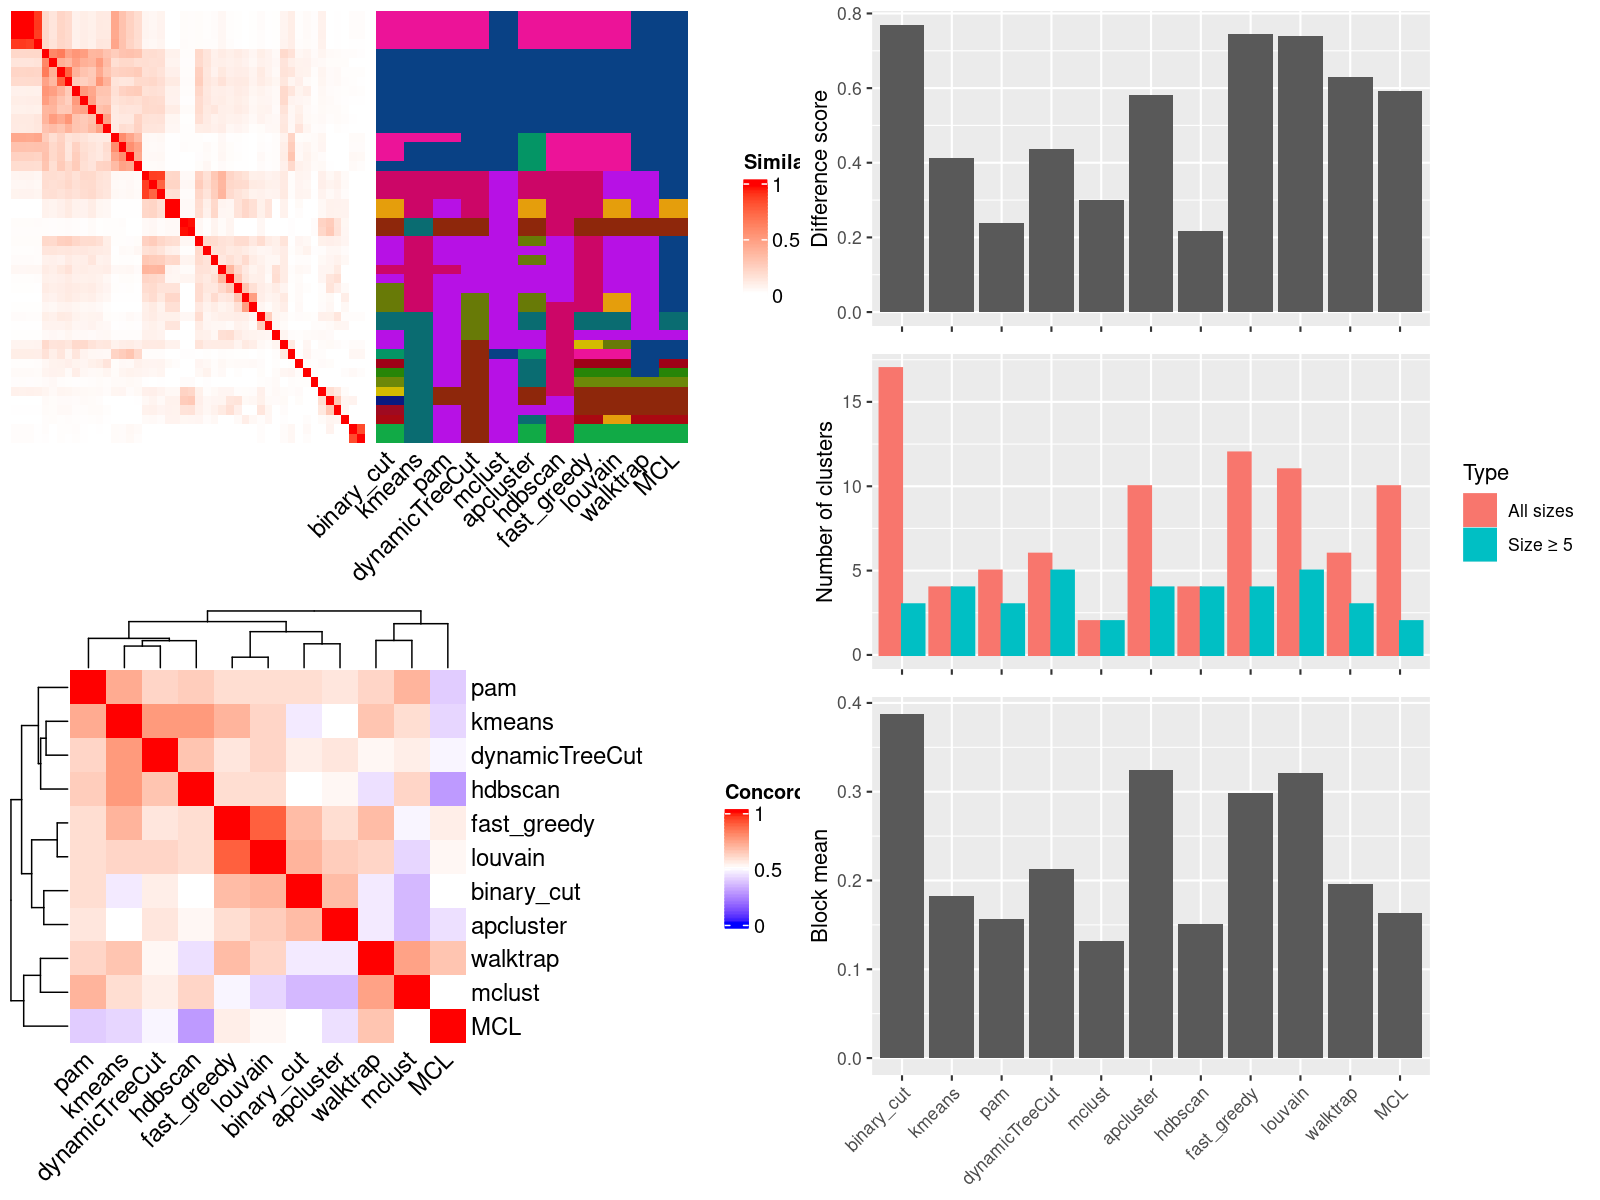 Simila
1
0.5
0
binary_cut
kmeans
pam
dynamicTreeCut
mclust
apcluster
hdbscan
fast_greedy
louvain
walktrap
MCL
pam
kmeans
dynamicTreeCut
hdbscan
fast_greedy
louvain
binary_cut
apcluster
walktrap
mclust
MCL
pam
kmeans
dynamicTreeCut
hdbscan
fast_greedy
louvain
binary_cut
apcluster
walktrap
mclust
MCL
Concord
1
0.5
0
Difference score
0.8
0.6
0.4
0.2
0.0
Number of clusters
15
10
5
0
Type
All sizes
Size ≥ 5
Block mean
0.4
0.3
0.2
0.1
0.0
binary_cut
kmeans
pam
dynamicTreeCut
mclust
apcluster
hdbscan
fast_greedy
louvain
walktrap
MCL